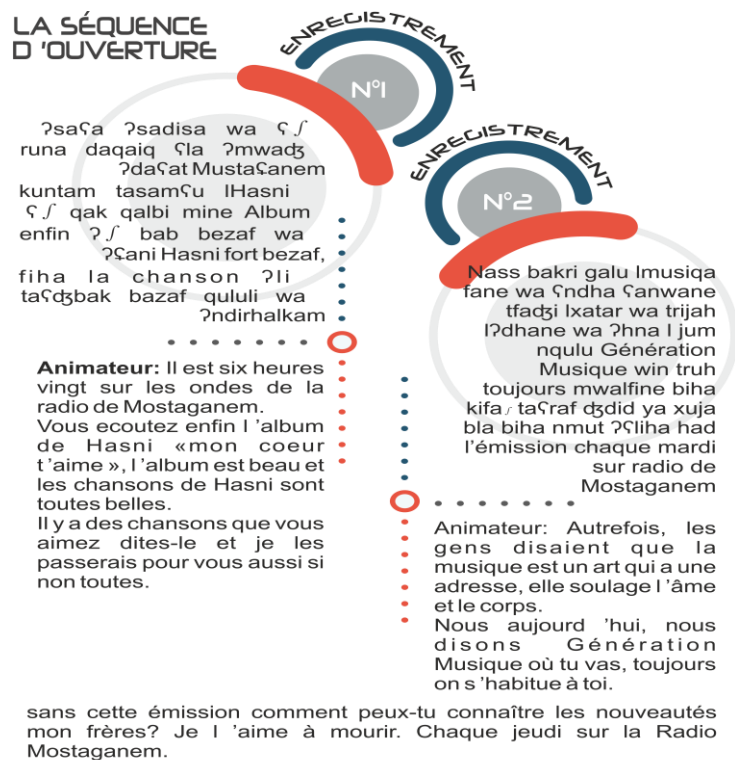 LA SÉQUENCE
D 'OUVERTURE
ENREGISTREMENT
N°1
ʔsaʕa ʔsadisa wa ʕ ʃ
runa daqaiq ʕla ʔmwaʤ
ʔdaʕat Mustaʕanem
kuntam tasamʕu lHasni
ʕ ʃ qak qalbi mine Album
enfin ʔ ʃ bab bezaf wa
ʔʕani Hasni fort bezaf,
fiha la chanson ʔli
taʕʤbak bazaf qululi wa
ʔndirhalkam
Animateur: Il est six heures
vingt sur les ondes de la
radio de Mostaganem.
Vous ecoutez enfin l 'album
de Hasni «mon coeur
t 'aime », l 'album est beau et
les chansons de Hasni sont
toutes belles.
Il y a des chansons que vous
aimez dites-le et je les
passerais pour vous aussi si
non toutes.
ENREGISTREMENT
N°2
Nass bakri galu lmusiqa
fane wa ʕndha ʕanwane
tfaʤi lxatar wa trijah
lʔdhane wa ʔhna l jum
nqulu Génération
Musique win truh
toujours mwalfine biha
kifaʃ taʕraf ʤdid ya xuja
bla biha nmut ʔʕliha had
l'émission chaque mardi
sur radio de
Mostaganem
Animateur: Autrefois, les
gens disaient que la
musique est un art qui a une
adresse, elle soulage l 'âme
et le corps.
Nous aujourd 'hui, nous
disons Génération
Musique où tu vas, toujours
on s 'habitue à toi.
sans cette émission comment peux-tu connaître les nouveautés
mon frères? Je l 'aime à mourir. Chaque jeudi sur la Radio
Mostaganem.